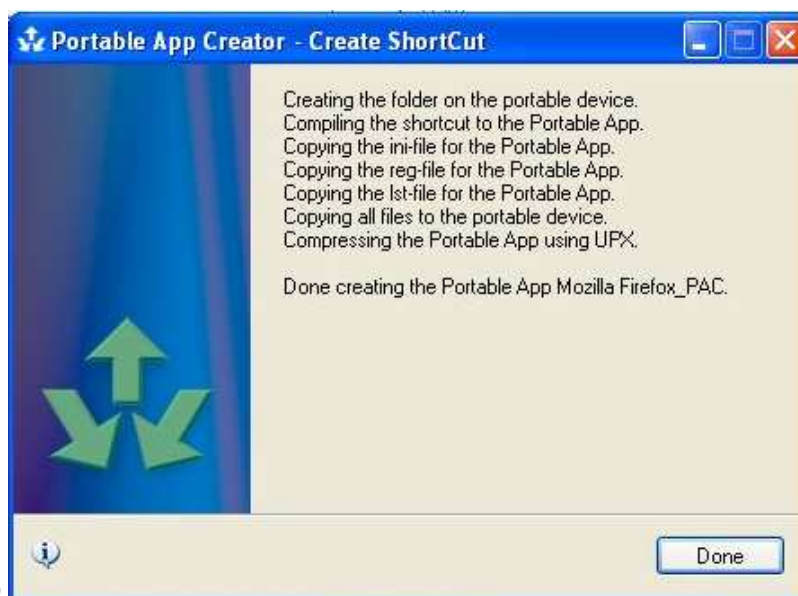 Portable App Creator - Create ShortCut
Creating the folder on the portable device.
Compiling the shortcut to the Portable App.
Copying the ini-file for the Portable App.
Copying the reg-file for the Portable App.
Copying the lst-file for the Portable App.
Copying all files to the portable device.
Compressing the Portable App using UPX.
Done creating the Portable App Mozilla Firefox_PAC.
Done